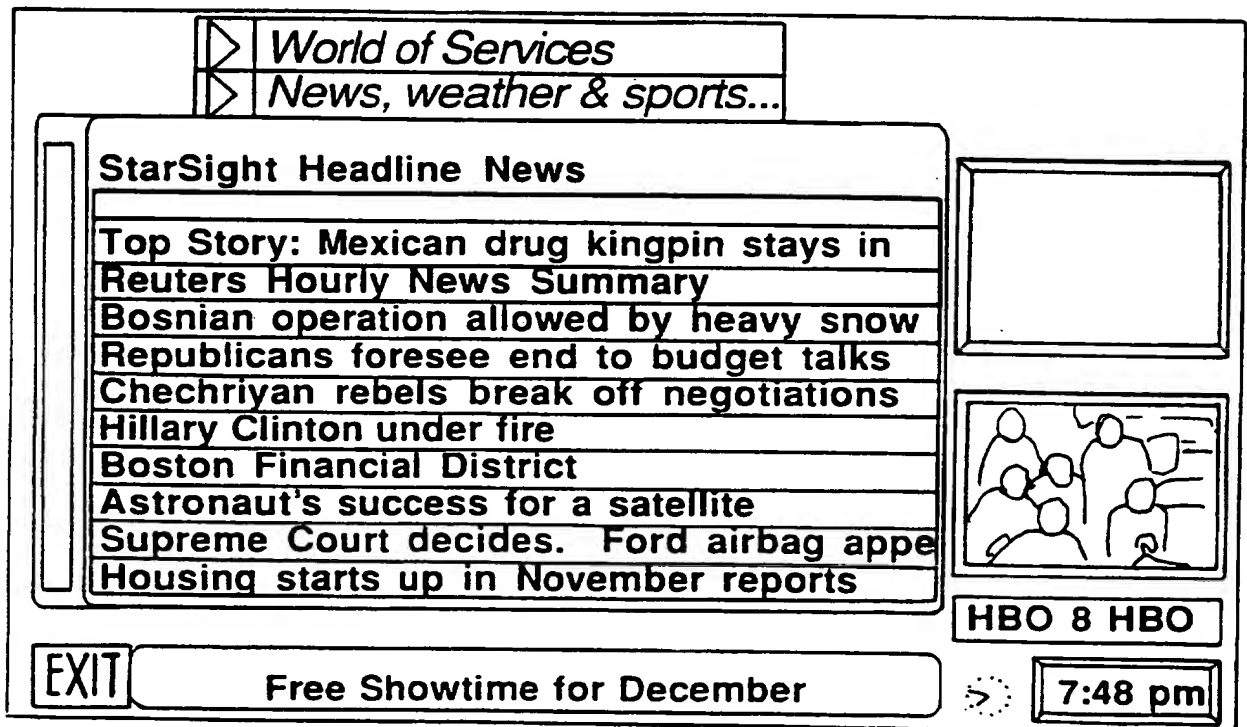 World of Services
News, weather & sports...
StarSight Headline News
Top Story: Mexican drug kingpin stays in
Reuters Hourly News Summary
Bosnian operation allowed by heavy snow
Republicans foresee end to budget talks
Chechriyan rebels break off negotiations
Hillary Clinton under fire
Boston Financial District
Astronaut's success for a satellite
Supreme Court decides. Ford airbag appe
Housing starts up in November reports
HBO 8 HBO
EXIT
Free Showtime for December
7:48 pm